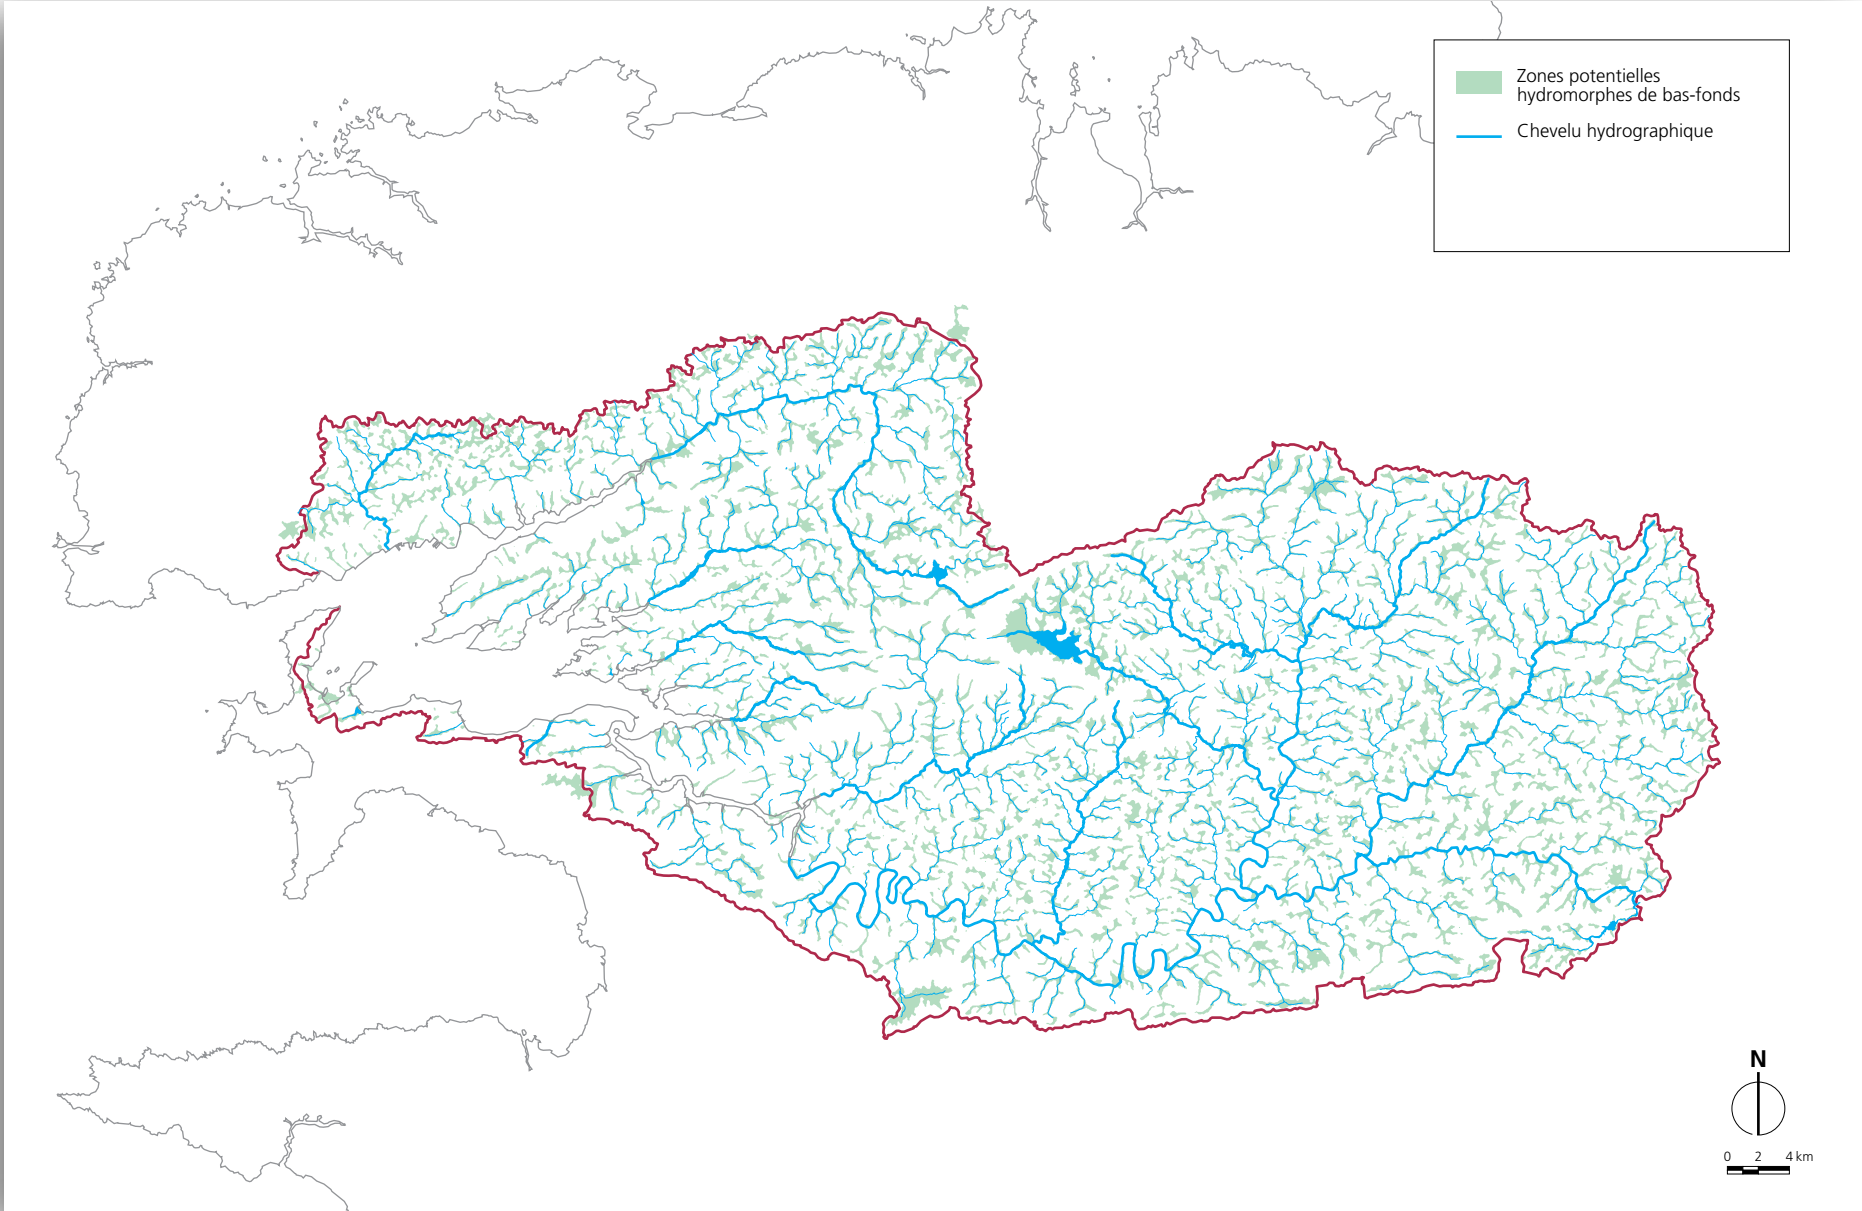 Zones potentielles
hydromorphes de bas-fonds
Chevelu hydrographique
N
0 2 4 km